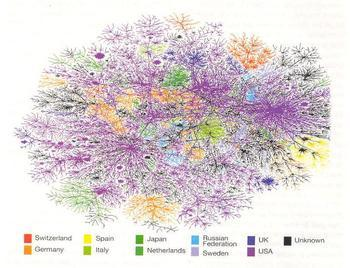 Switzerland
Germany
Spain
Italy
Japan
Netherlands
Russian
Federation
Sweden
UK
USA
Unknown